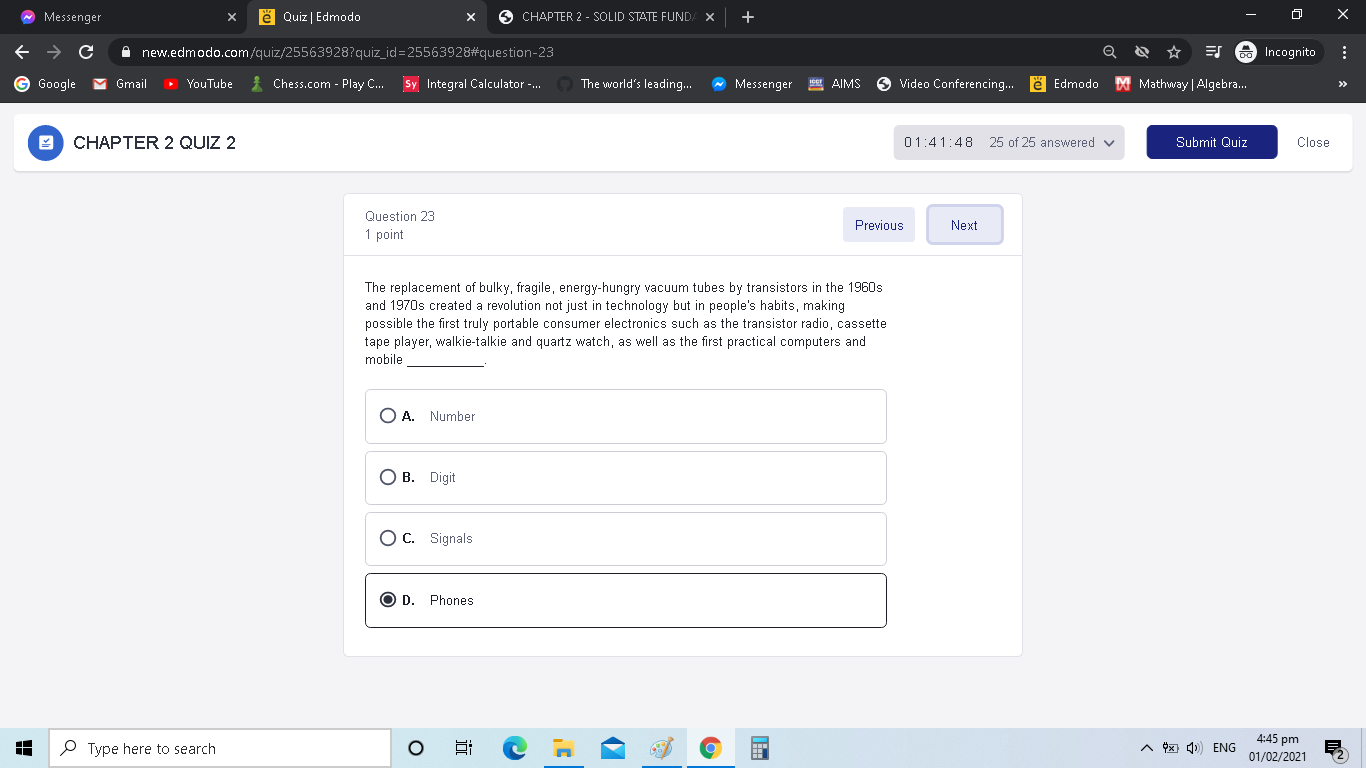 Messenger
Quiz | Edmodo
CHAPTER 2 - SOLID STATE FUNDA
new.edmodo.com/quiz/25563928?quiz_id=25563928#question-23
Incognito
Google
Gmail
YouTube
Chess.com - Play C...
Sy
Integral Calculator -...
The world's leading...
Messenger
AIMS
Video Conferencing...
Edmodo
Mathway | Algebra...
»
CHAPTER 2 QUIZ 2
01:41:48 25 of 25 answered
Submit Quiz
Close
Question 23
1 point
Previous
Next
The replacement of bulky, fragile, energy-hungry vacuum tubes by transistors in the 1960s
and 1970s created a revolution not just in technology but in people's habits, making
possible the first truly portable consumer electronics such as the transistor radio, cassette
tape player, walkie-talkie and quartz watch, as well as the first practical computers and
mobile ___________.
A. Number
B. Digit
C. Signals
D. Phones
Type here to search
ENG
4:45 pm
01/02/2021
2